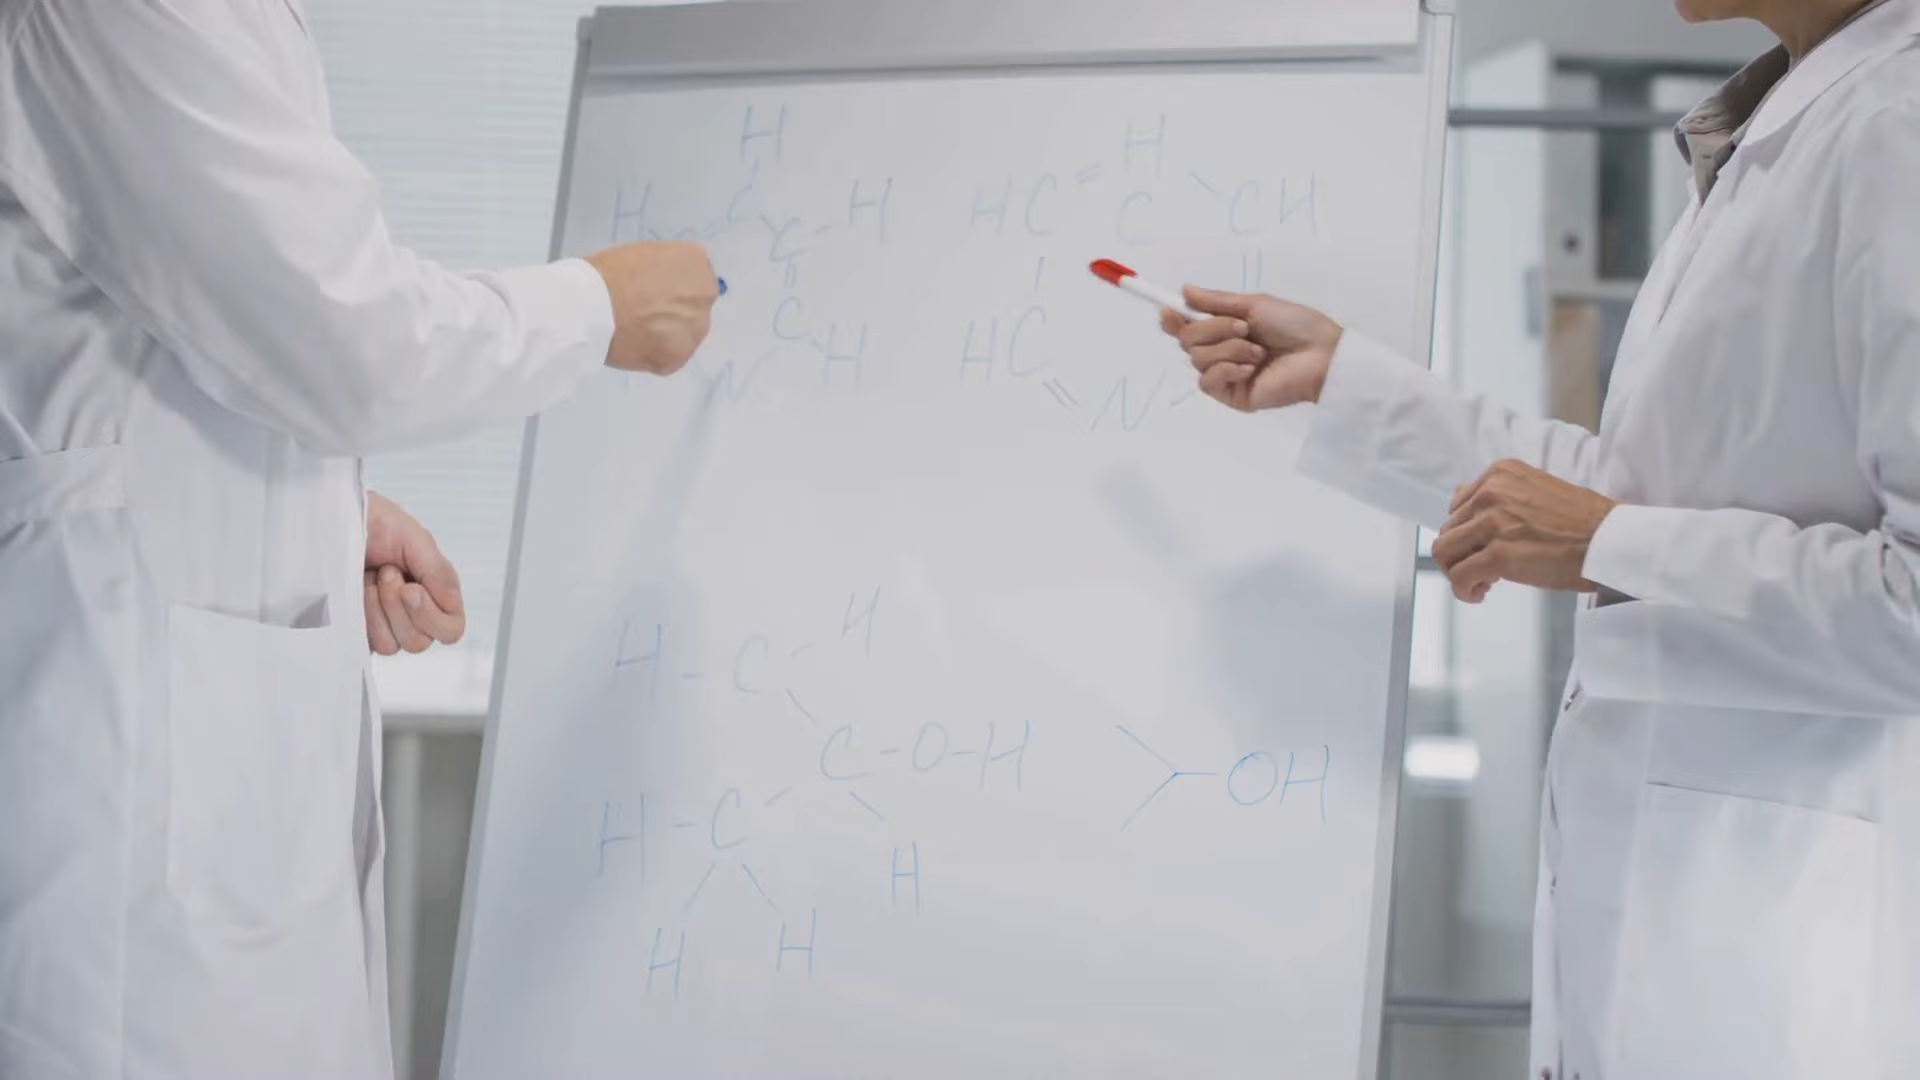 H H
H C H HC = C - CH
C - H
C HC
H
N N
H
H - C - H
C - O - H OH
H - C
H
H H